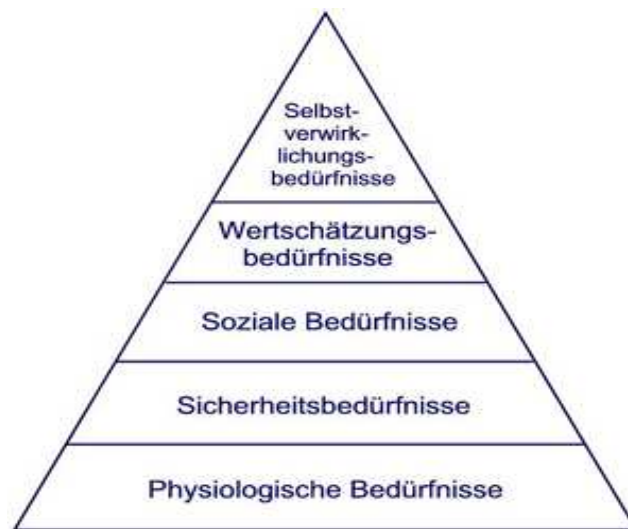 Selbst-
verwirk-
lichungs-
bedürfnisse
Wertschätzungs-
bedürfnisse
Soziale Bedürfnisse
Sicherheitsbedürfnisse
Physiologische Bedürfnisse